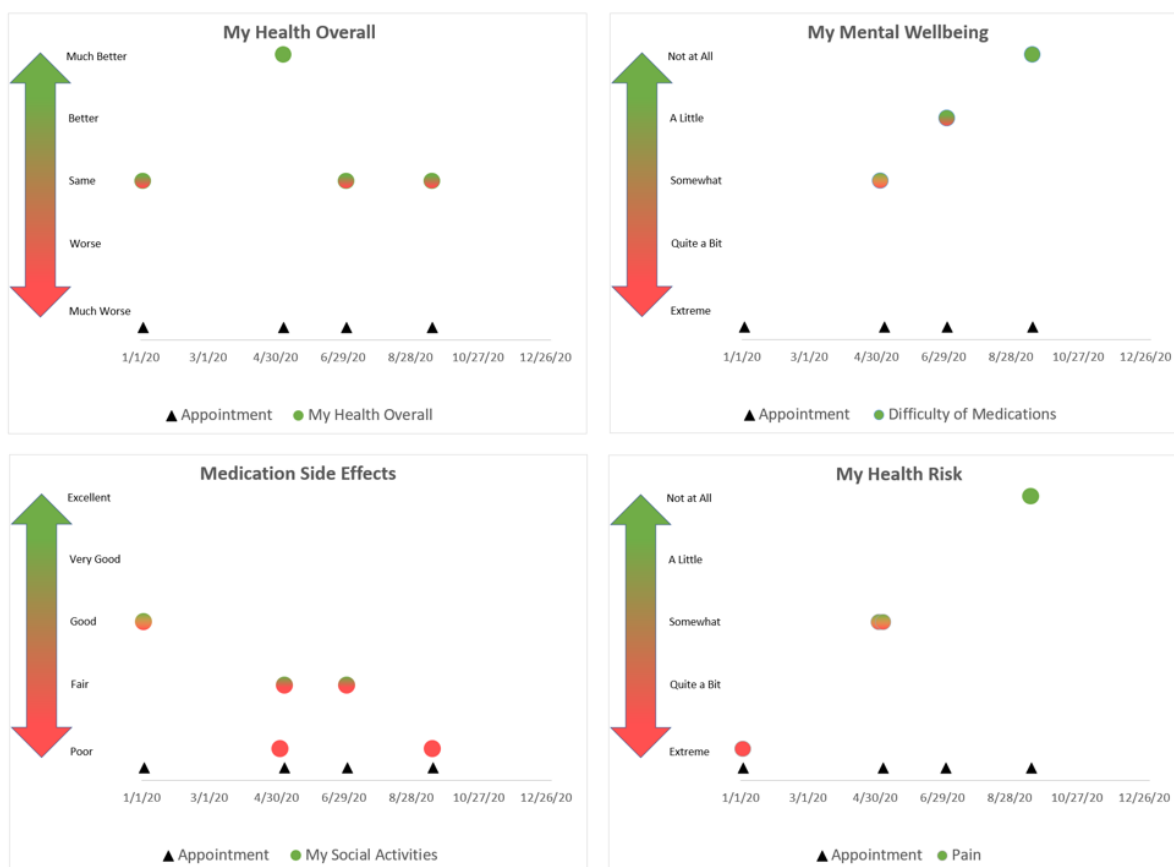 My Health Overall
Much Better
Better
Same
Worse
Much Worse
1/1/20 3/1/20 4/30/20 6/29/20 8/28/20 10/27/20 12/26/20
▲ Appointment ● My Health Overall
My Mental Wellbeing
Not at All
A Little
Somewhat
Quite a Bit
Extreme
1/1/20 3/1/20 4/30/20 6/29/20 8/28/20 10/27/20 12/26/20
▲ Appointment ● Difficulty of Medications
Medication Side Effects
Excellent
Very Good
Good
Fair
Poor
1/1/20 3/1/20 4/30/20 6/29/20 8/28/20 10/27/20 12/26/20
▲ Appointment ● My Social Activities
My Health Risk
Not at All
A Little
Somewhat
Quite a Bit
Extreme
1/1/20 3/1/20 4/30/20 6/29/20 8/28/20 10/27/20 12/26/20
▲ Appointment ● Pain